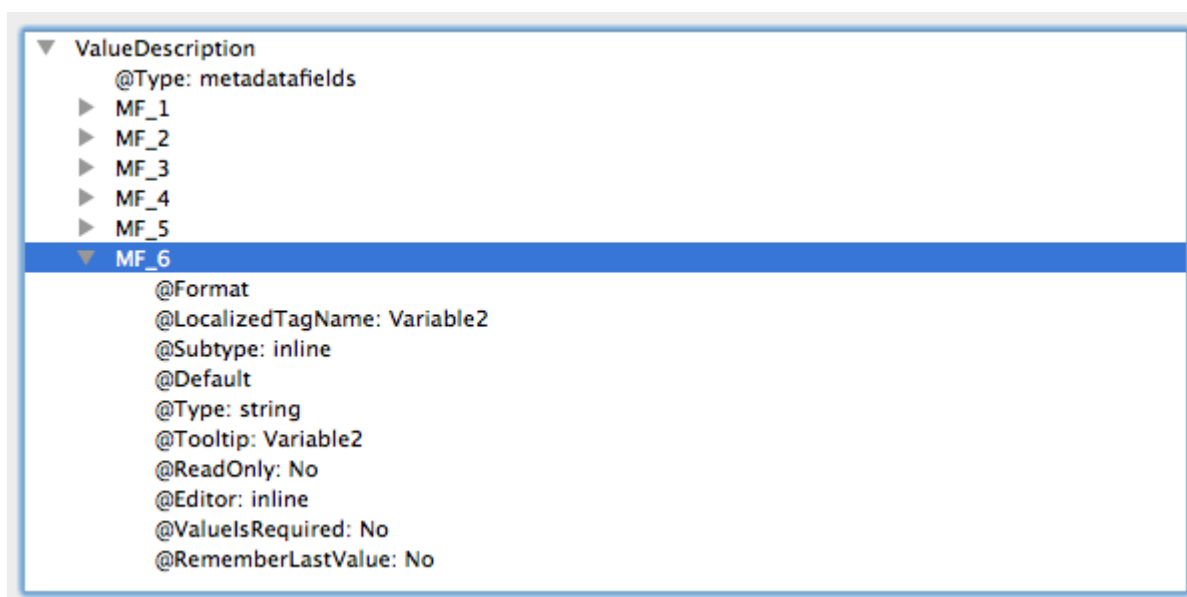 ValueDescription
@Type: metadatafields
MF_1
MF_2
MF_3
MF_4
MF_5
MF_6
@Format
@LocalizedTagName: Variable2
@Subtype: inline
@Default
@Type: string
@Tooltip: Variable2
@ReadOnly: No
@Editor: inline
@ValueIsRequired: No
@RememberLastValue: No